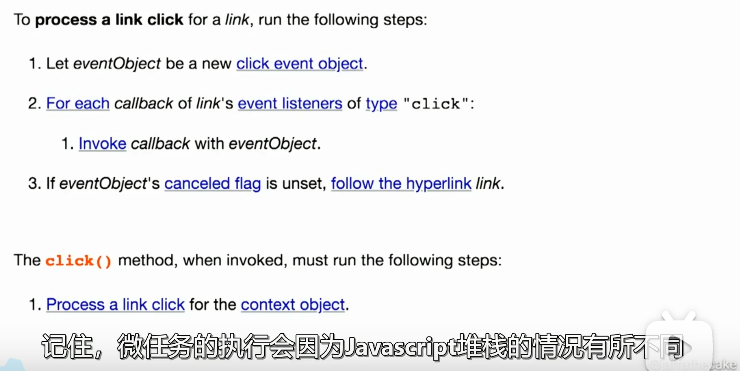 To process a link click for a link, run the following steps:
1. Let eventObject be a new click event object.
2. For each callback of link's event listeners of type "click":
1. Invoke callback with eventObject.
3. If eventObject's canceled flag is unset, follow the hyperlink link.
The click() method, when invoked, must run the following steps:
1. Process a link click for the context object.
记住，微任务的执行会因为Javascript堆栈的情况有所不同